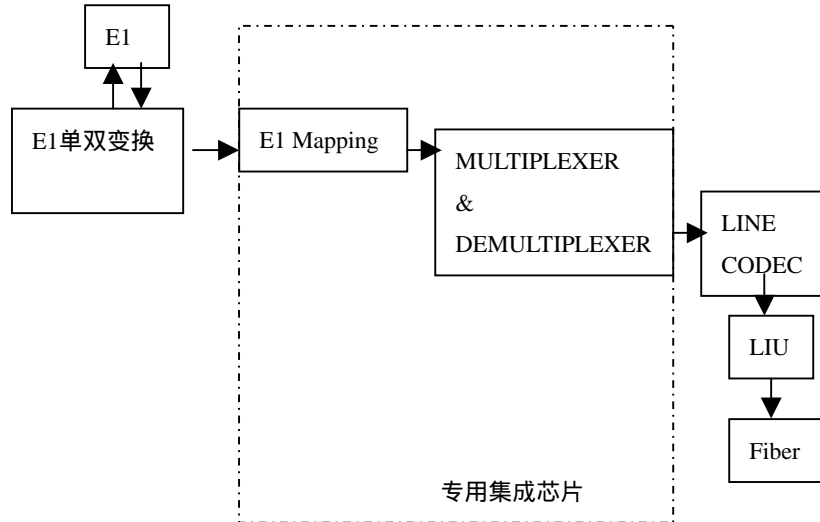 E1
E1单双变换
E1 Mapping
MULTIPLEXER
&
DEMULTIPLEXER
LINE
CODEC
LIU
Fiber
专用集成芯片